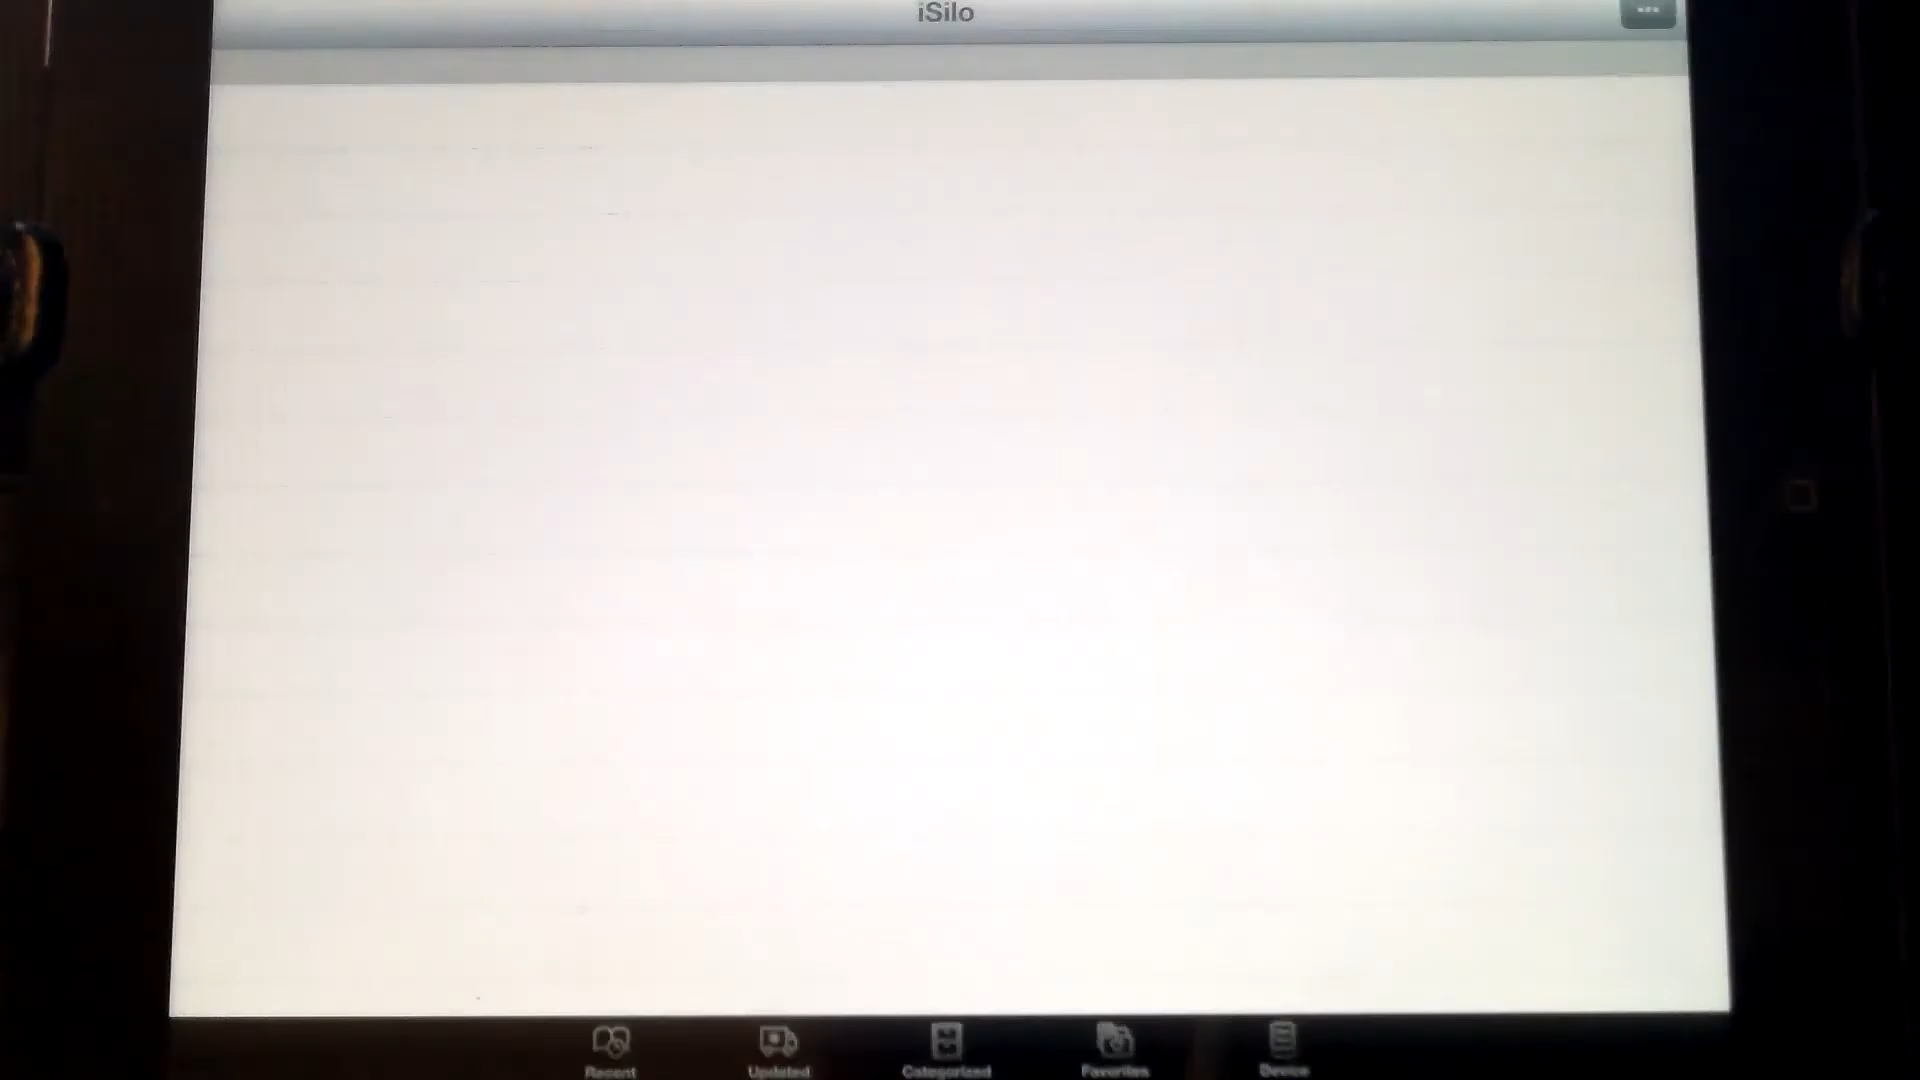 iSilo
Recent
Updated
Categorized
Favorites
Device